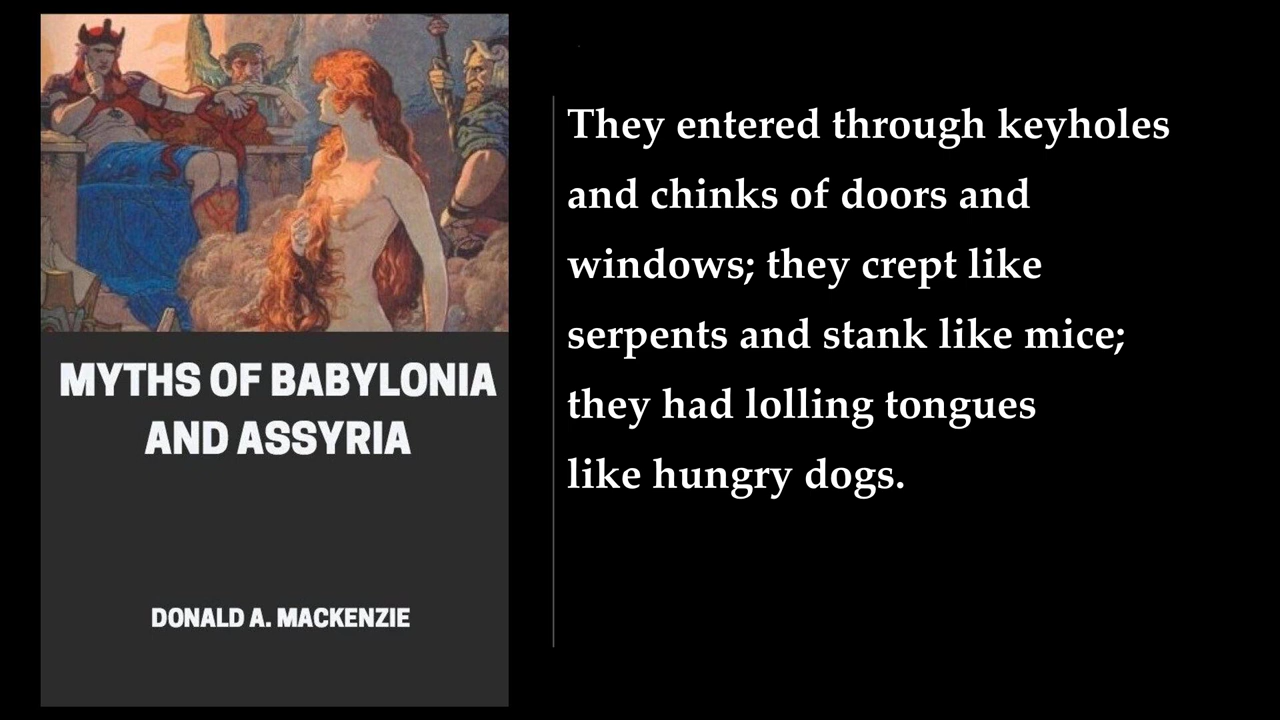 MYTHS OF BABYLONIA
AND ASSYRIA
DONALD A. MACKENZIE
They entered through keyholes
and chinks of doors and
windows; they crept like
serpents and stank like mice;
they had lolling tongues
like hungry dogs.